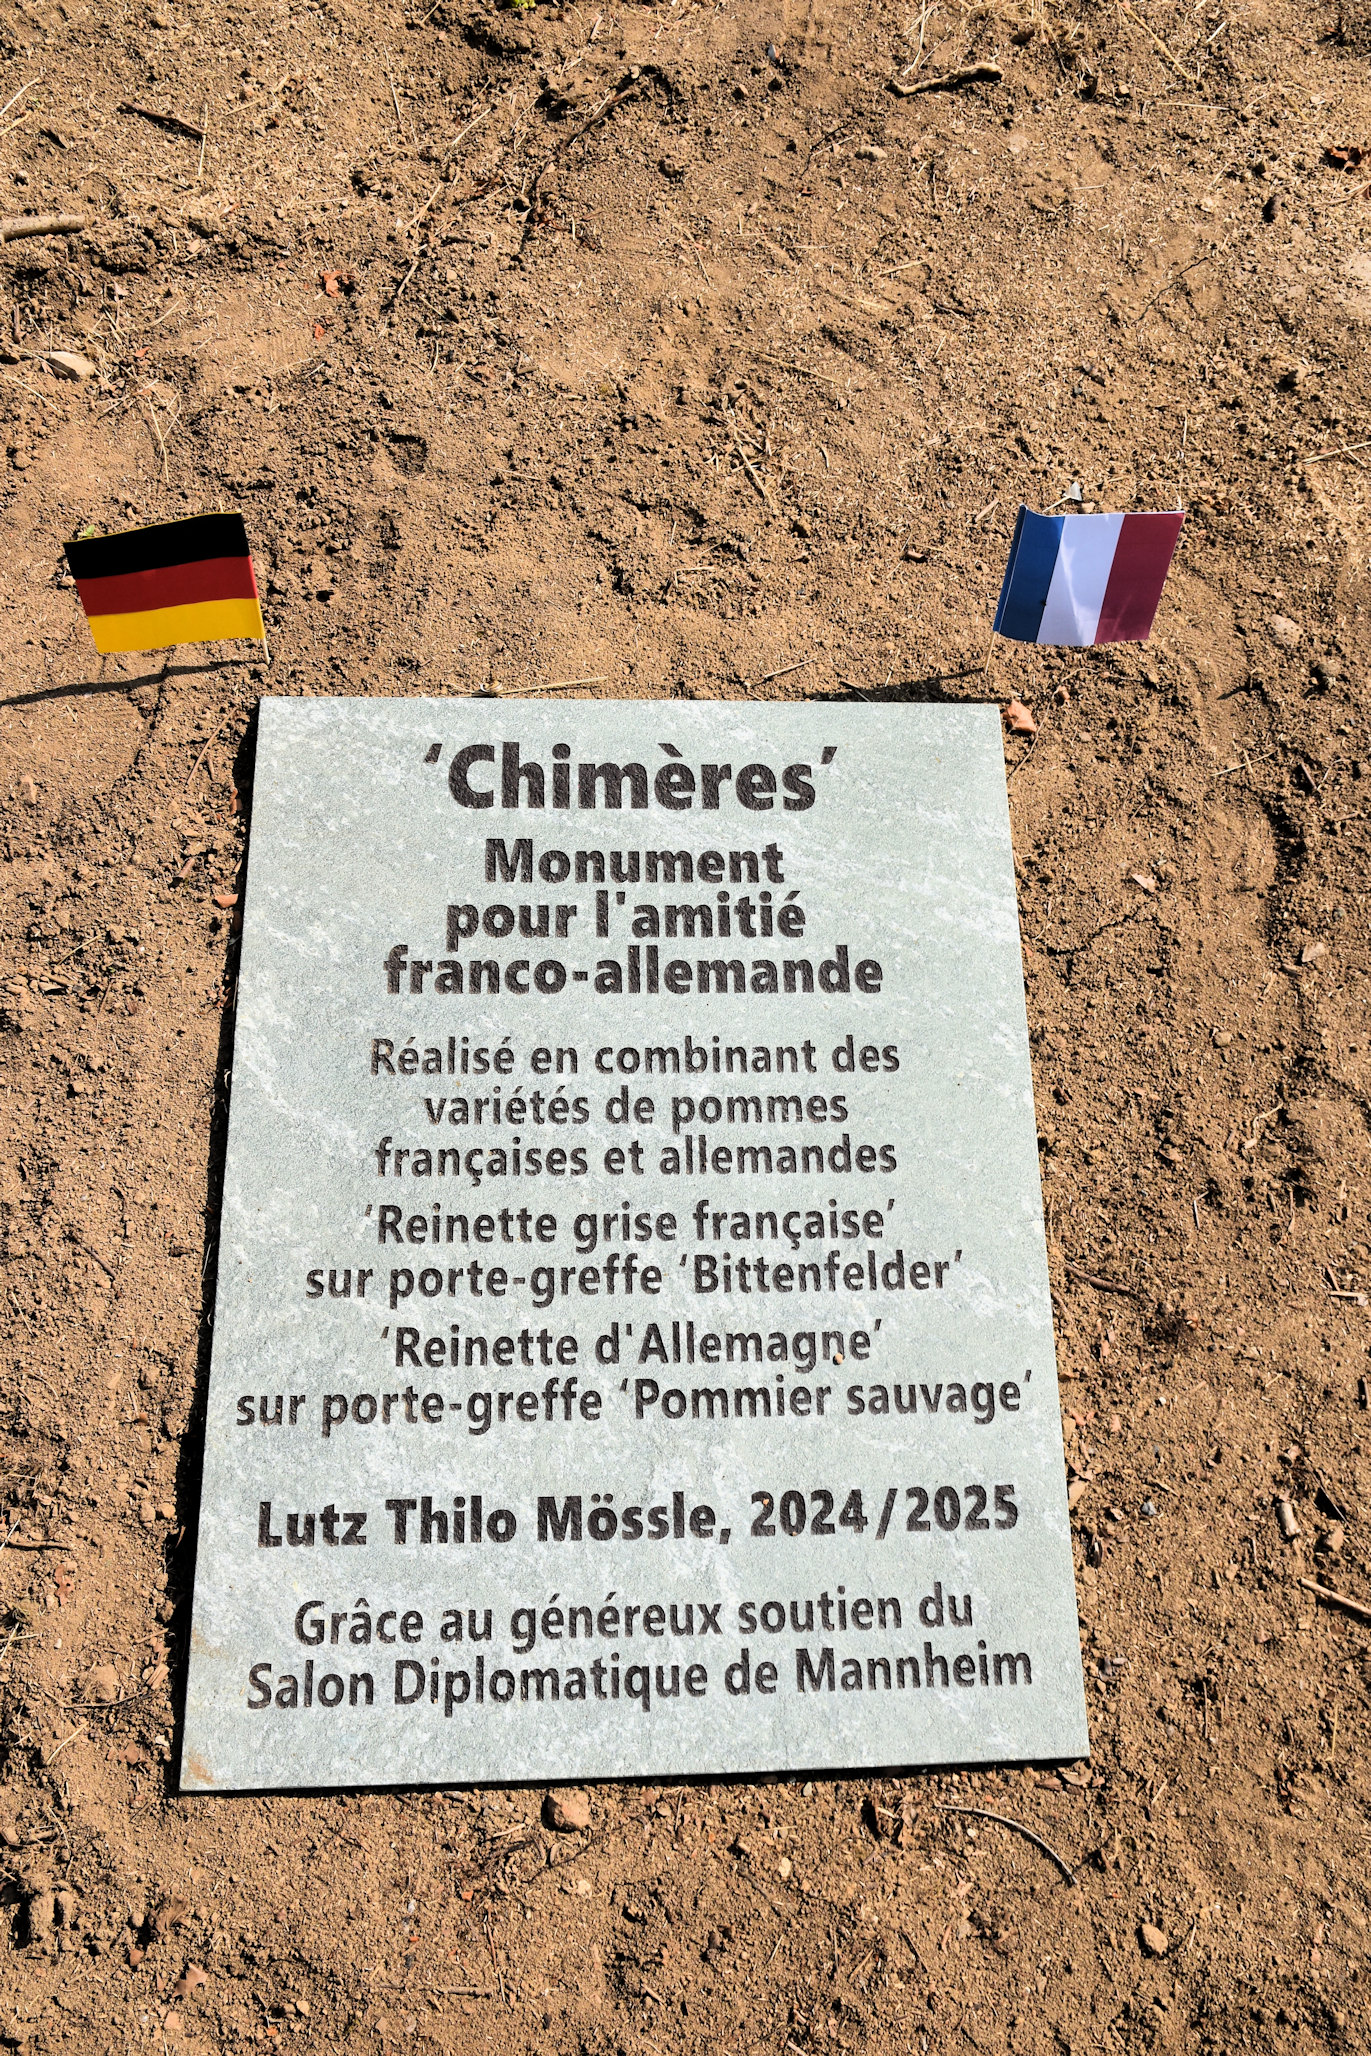 ‘Chimères’
Monument
pour l'amitié
franco-allemande
Réalisé en combinant des
variétés de pommes
françaises et allemandes
‘Reinette grise française’
sur porte-greffe ‘Bittenfelder’
‘Reinette d'Allemagne’
sur porte-greffe ‘Pommier sauvage’
Lutz Thilo Mössle, 2024/2025
Grâce au généreux soutien du
Salon Diplomatique de Mannheim